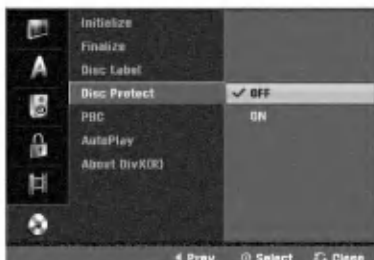 Initialize
Finalize
Disc Label
Disc Protect
✓ OFF
PBC
ON
AutoPlay
About DivX(R)
A
Prev Select Close